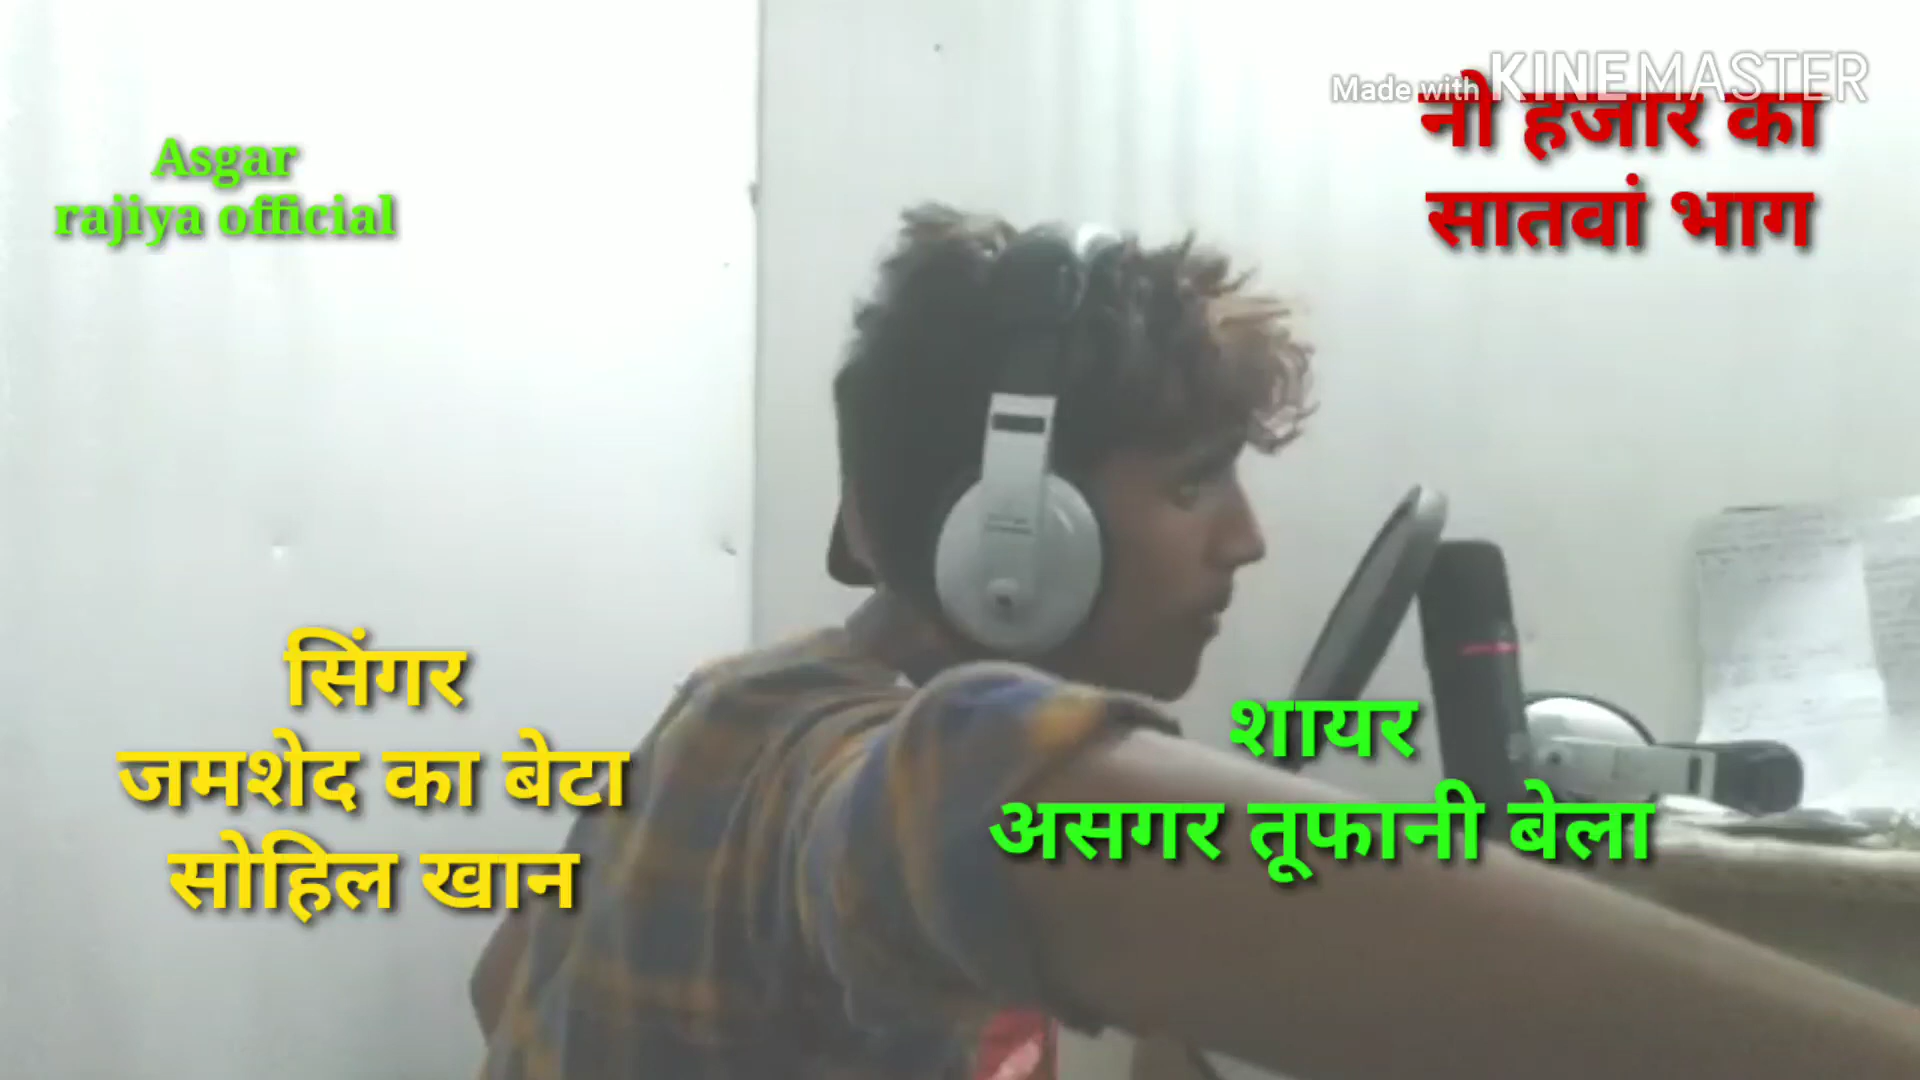 Made with KINEMASTER
Asgar
rajiya official
नौ हजार का
सातवां भाग
सिंगर
जमशेद का बेटा
सोहिल खान
शायर
असगर तूफानी बेला